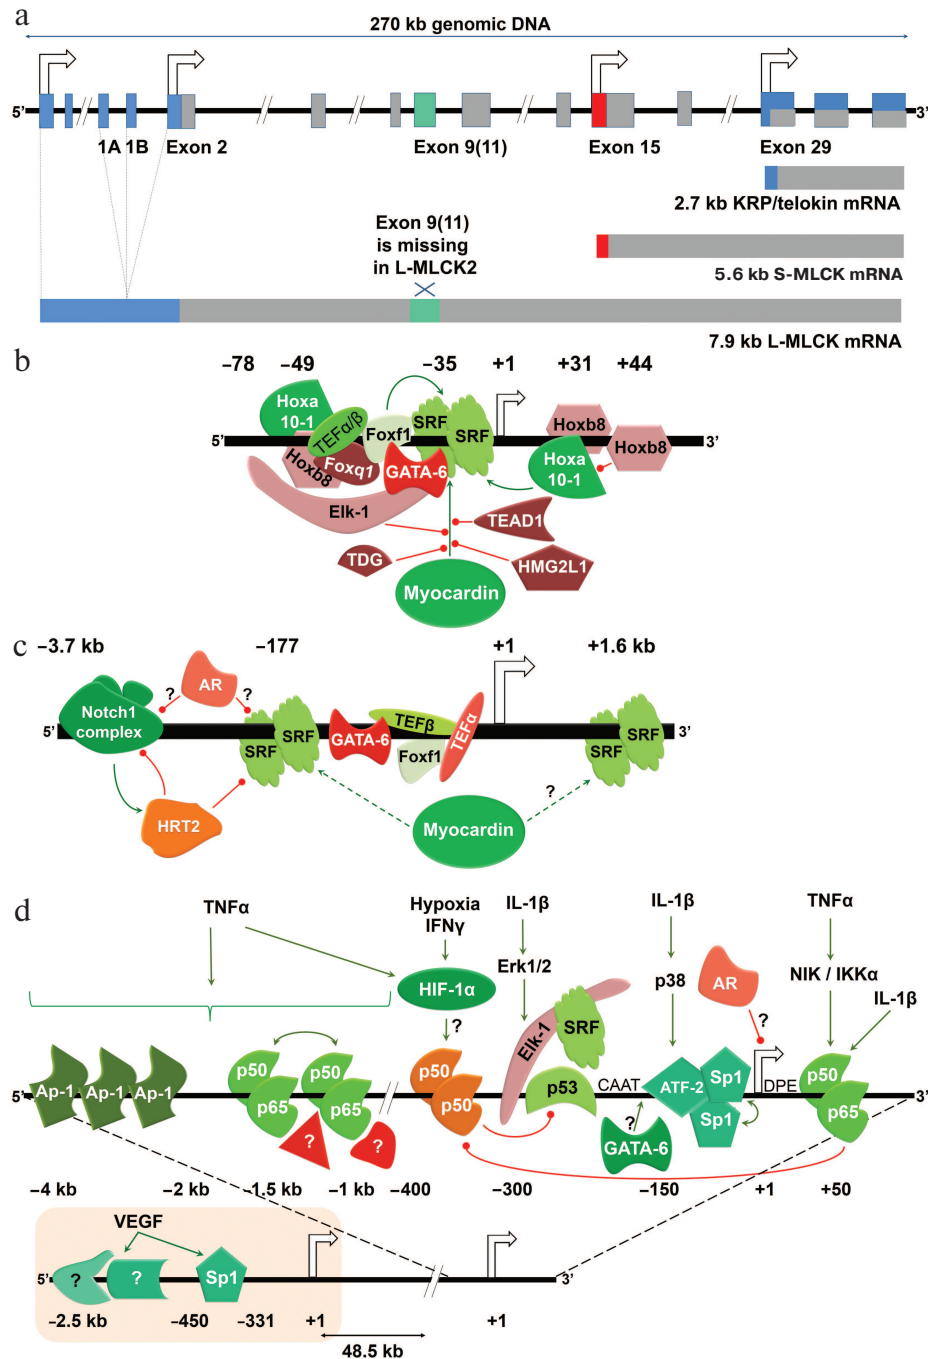 a
270 kb genomic DNA
5' 3'
1A 1B Exon 2 Exon 9(11) Exon 15 Exon 29
2.7 kb KRP/telokin mRNA
Exon 9(11)
is missing
in L-MLCK2
5.6 kb S-MLCK mRNA
7.9 kb L-MLCK mRNA
b
−78 −49 −35 +1 +31 +44
Hoxa
10-1
TEFα/β
Foxf1
SRF
SRF
Hoxb8
Hoxb8
5' 3'
Hoxb8
Foxq1
GATA-6
Hoxa
10-1
Elk-1
TEAD1
TDG
HMG2L1
Myocardin
c
−3.7 kb −177 +1 +1.6 kb
AR
? ?
Notch1
complex
5' 3'
SRF
SRF
GATA-6
TEFβ
Foxf1
TEFα
SRF
SRF
HRT2
Myocardin
?
d
TNFα
Hypoxia
IFNγ
IL-1β
IL-1β
TNFα
Erk1/2
p38
AR
NIK / IKKα
HIF-1α
IL-1β
?
?
Elk-1
SRF
Ap-1 Ap-1 Ap-1
p50
p65
p50
p65
p50
p50
p53
CAAT
ATF-2
Sp1
Sp1
DPE
p50
p65
5' 3'
? ?
?
GATA-6
−4 kb −2 kb −1.5 kb −1 kb −400 −300 −150 +1 +50
VEGF
5' ? ? Sp1 3'
−2.5 kb −450 −331 +1 +1
48.5 kb